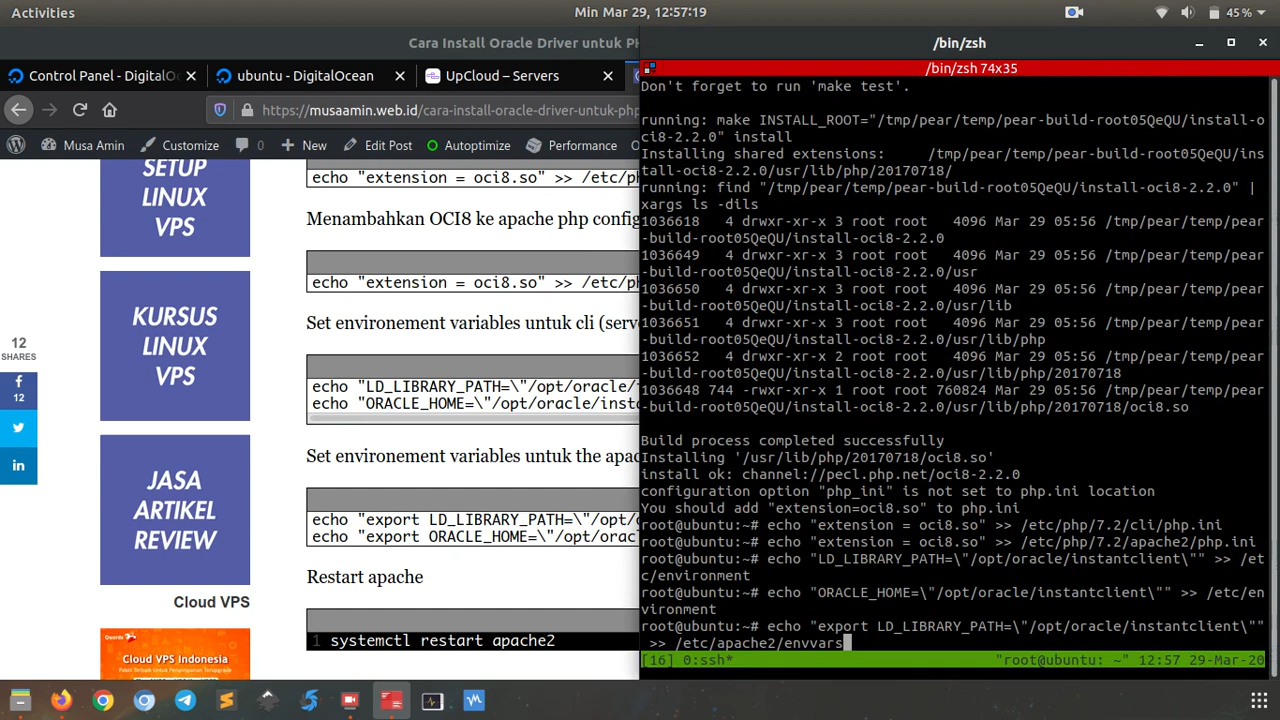 Activities
Min Mar 29, 12:57:19
45 %
Cara Install Oracle Driver untuk PH
/bin/zsh
Control Panel - DigitalO
ubuntu - DigitalOcean
UpCloud – Servers
/bin/zsh 74x35
https://musaamin.web.id/cara-install-oracle-driver-untuk-php
Musa Amin
Customize
0
New
Edit Post
Autoptimize
Performance
SETUP
LINUX
VPS
KURSUS
LINUX
VPS
12
SHARES
12
JASA
ARTIKEL
REVIEW
Cloud VPS
Qwords
Cloud VPS Indonesia
echo "extension = oci8.so" >> /etc/ph
Menambahkan OCI8 ke apache php config
echo "extension = oci8.so" >> /etc/ph
Set environement variables untuk cli (serve
echo "LD_LIBRARY_PATH=\"/opt/oracle/i
echo "ORACLE_HOME=\"/opt/oracle/inst
Set environement variables untuk the apac
echo "export LD_LIBRARY_PATH=\"/opt/o
echo "export ORACLE_HOME=\"/opt/orac
Restart apache
1 systemctl restart apache2
Don't forget to run 'make test'.
running: make INSTALL_ROOT="/tmp/pear/temp/pear-build-root05QeQU/install-o
ci8-2.2.0" install
Installing shared extensions:     /tmp/pear/temp/pear-build-root05QeQU/ins
tall-oci8-2.2.0/usr/lib/php/20170718/
running: find "/tmp/pear/temp/pear-build-root05QeQU/install-oci8-2.2.0" |
xargs ls -dils
1036618   4 drwxr-xr-x 3 root root   4096 Mar 29 05:56 /tmp/pear/temp/pear
-build-root05QeQU/install-oci8-2.2.0
1036649   4 drwxr-xr-x 3 root root   4096 Mar 29 05:56 /tmp/pear/temp/pear
-build-root05QeQU/install-oci8-2.2.0/usr
1036650   4 drwxr-xr-x 3 root root   4096 Mar 29 05:56 /tmp/pear/temp/pear
-build-root05QeQU/install-oci8-2.2.0/usr/lib
1036651   4 drwxr-xr-x 3 root root   4096 Mar 29 05:56 /tmp/pear/temp/pear
-build-root05QeQU/install-oci8-2.2.0/usr/lib/php
1036652   4 drwxr-xr-x 2 root root   4096 Mar 29 05:56 /tmp/pear/temp/pear
-build-root05QeQU/install-oci8-2.2.0/usr/lib/php/20170718
1036648 744 -rwxr-xr-x 1 root root 760824 Mar 29 05:56 /tmp/pear/temp/pear
-build-root05QeQU/install-oci8-2.2.0/usr/lib/php/20170718/oci8.so
Build process completed successfully
Installing '/usr/lib/php/20170718/oci8.so'
install ok: channel://pecl.php.net/oci8-2.2.0
configuration option "php_ini" is not set to php.ini location
You should add "extension=oci8.so" to php.ini
root@ubuntu:~# echo "extension = oci8.so" >> /etc/php/7.2/cli/php.ini
root@ubuntu:~# echo "extension = oci8.so" >> /etc/php/7.2/apache2/php.ini
root@ubuntu:~# echo "LD_LIBRARY_PATH=\"/opt/oracle/instantclient\"" >> /et
c/environment
root@ubuntu:~# echo "ORACLE_HOME=\"/opt/oracle/instantclient\"" >> /etc/en
vironment
root@ubuntu:~# echo "export LD_LIBRARY_PATH=\"/opt/oracle/instantclient\""
>> /etc/apache2/envvars
[16] 0:ssh*
"root@ubuntu: ~" 12:57 29-Mar-20